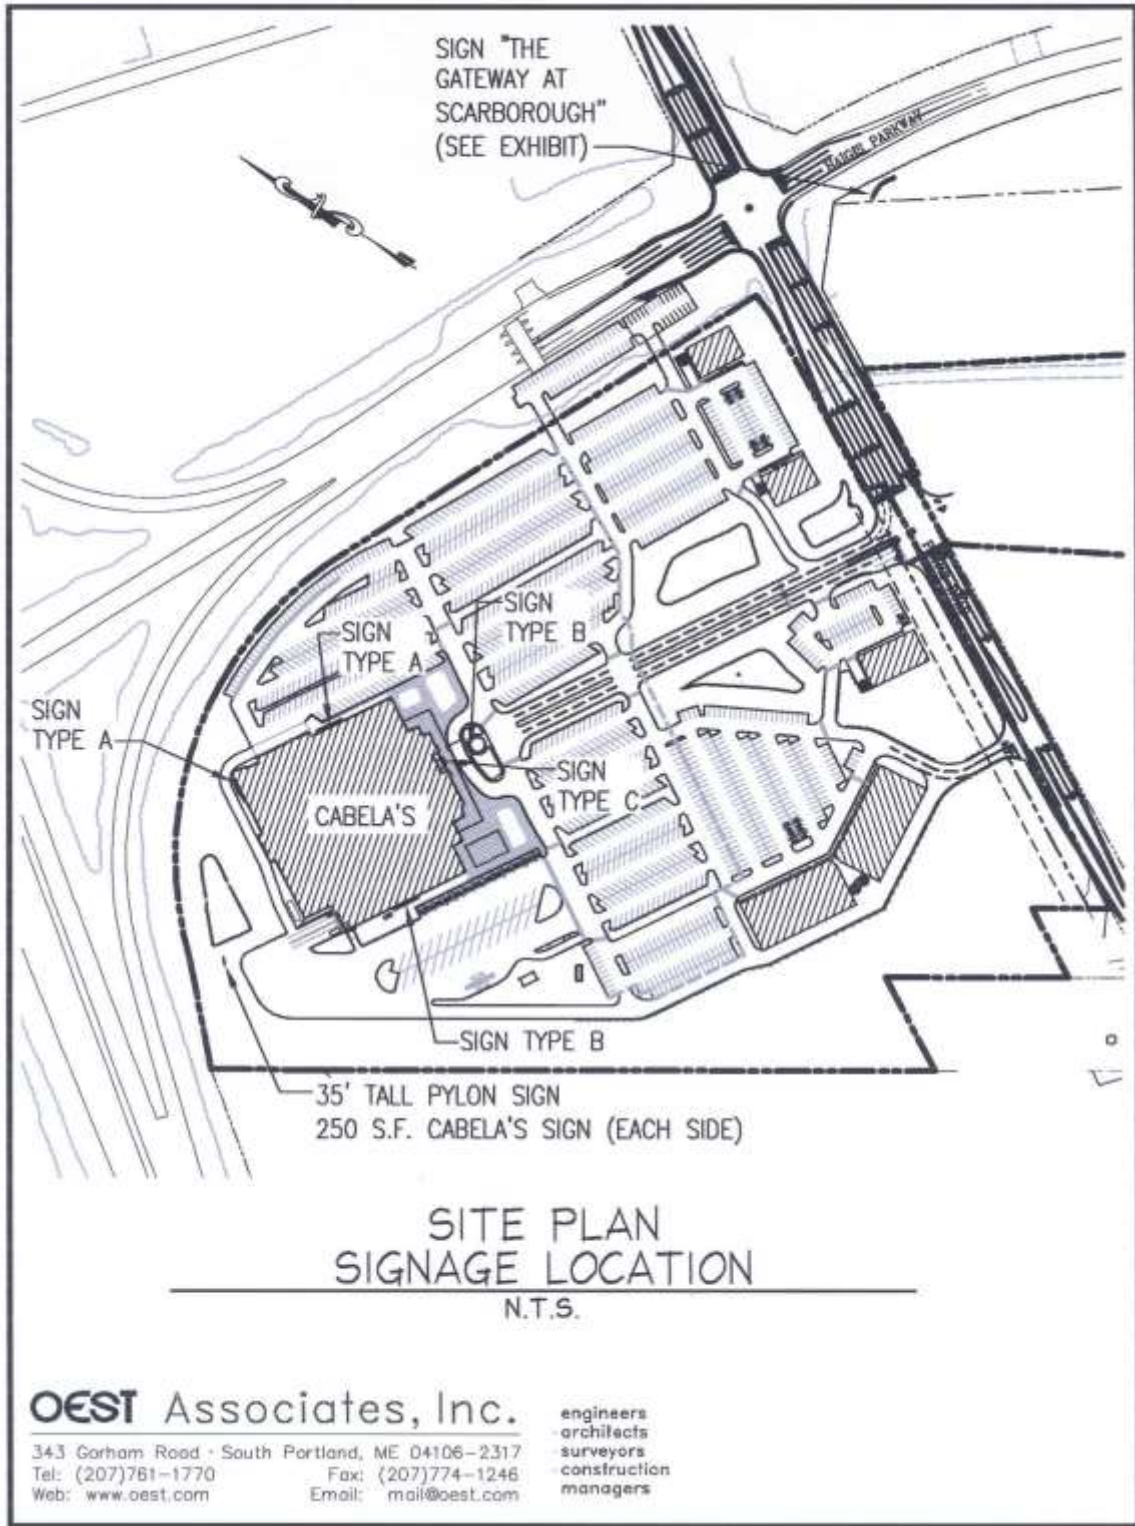 SIGN "THE
GATEWAY AT
SCARBOROUGH"
(SEE EXHIBIT)
HAIGIS PARKWAY
SIGN
TYPE B
SIGN
TYPE A
SIGN
TYPE A
SIGN
TYPE C
CABELA'S
SIGN TYPE B
35' TALL PYLON SIGN
250 S.F. CABELA'S SIGN (EACH SIDE)
SITE PLAN
SIGNAGE LOCATION
N.T.S.
OEST Associates, Inc.
343 Gorham Road · South Portland, ME 04106-2317
Tel: (207)761-1770 Fax: (207)774-1246
Web: www.oest.com Email: mail@oest.com
engineers
architects
surveyors
construction
managers